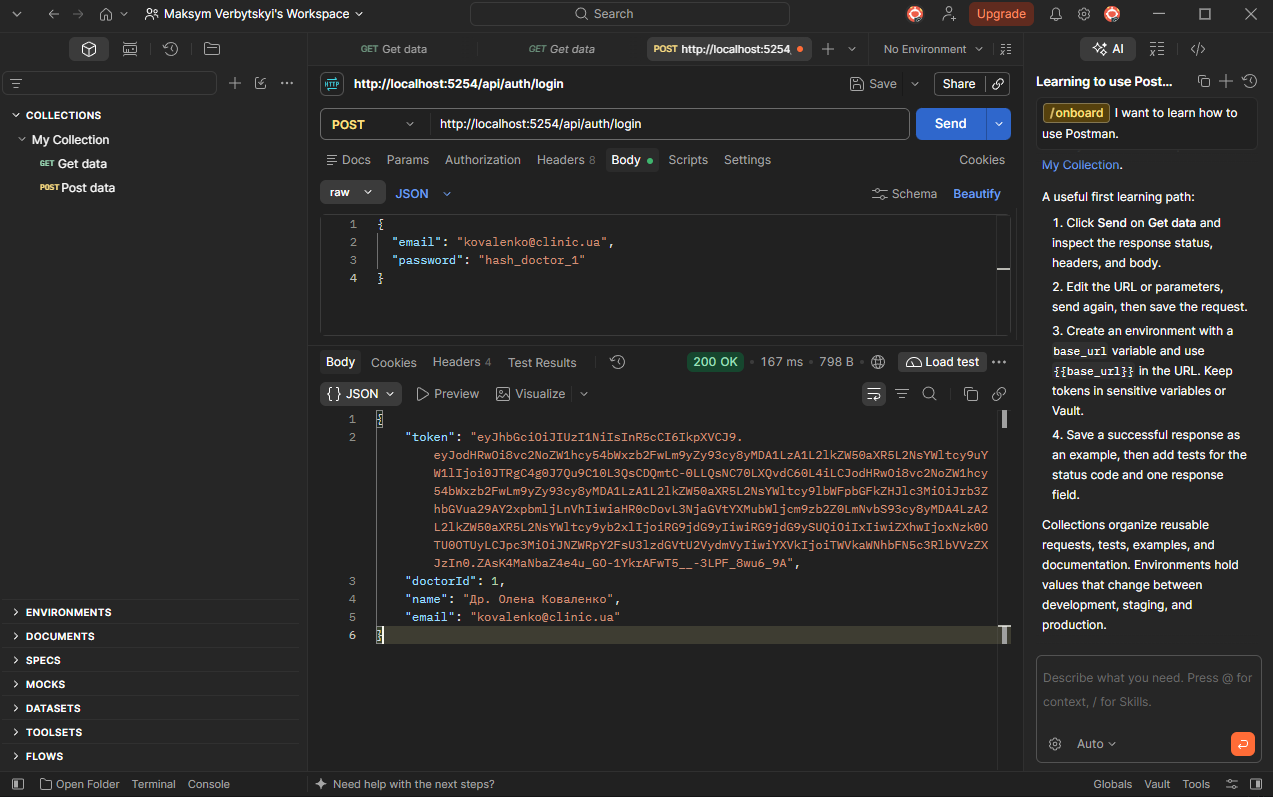 Maksym Verbytskyi's Workspace
Search
Upgrade
GET Get data
GET Get data
POST http://localhost:5254
No Environment
AI
COLLECTIONS
My Collection
GET Get data
POST Post data
ENVIRONMENTS
DOCUMENTS
SPECS
MOCKS
DATASETS
TOOLSETS
FLOWS
HTTP http://localhost:5254/api/auth/login
Save
Share
POST
http://localhost:5254/api/auth/login
Send
Docs
Params
Authorization
Headers 8
Body
Scripts
Settings
Cookies
raw
JSON
Schema
Beautify
1 {
2 "email": "kovalenko@clinic.ua",
3 "password": "hash_doctor_1"
4 }
Body
Cookies
Headers 4
Test Results
200 OK
167 ms
798 B
Load test
{} JSON
Preview
Visualize
1 {
2 "token": "eyJhbGciOiJIUzI1NiIsInR5cCI6IkpXVCJ9.
eyJodHRwOi8vc2NoZW1hcy54bWxzb2FwLm9yZy93cy8yMDA1LzA1L2lkZW50aXR5L2NsYWltcy9uY
W1lIjoi0JTRgC4g0J7Qu9C10L3QsCDQmtC-0LLQsNC70LXQvdC60L4iLCJodHRwOi8vc2NoZW1hcy
54bWxzb2FwLm9yZy93cy8yMDA1LzA1L2lkZW50aXR5L2NsYWltcy9lbWFpbGFkZHJlc3MiOiJrb3Z
hbGVua29AY2xpbmljLnVhIiwiaHR0cDovL3NjaGVtYXMubWljcm9zb2Z0LmNvbS93cy8yMDA4LzA2
L2lkZW50aXR5L2NsYWltcy9yb2xlIjoiRG9jdG9yIiwiRG9jdG9ySUQiOiIxIiwiZXhwIjoxNzk0O
TU0OTUyLCJpc3MiOiJNZWRpY2FsU3lzdGVtU2VydmVyIiwiYXVkIjoiTWVkaWNhbFN5c3RlbVVzZX
JzIn0.ZAsK4MaNbaZ4e4u_GO-1YkrAFwT5__-3LPF_8wu6_9A",
3 "doctorId": 1,
4 "name": "Др. Олена Коваленко",
5 "email": "kovalenko@clinic.ua"
6 }
Learning to use Post...
/onboard I want to learn how to
use Postman.
My Collection.
A useful first learning path:
1. Click Send on Get data and
inspect the response status,
headers, and body.
2. Edit the URL or parameters,
send again, then save the request.
3. Create an environment with a
base_url variable and use
{{base_url}} in the URL. Keep
tokens in sensitive variables or
Vault.
4. Save a successful response as
an example, then add tests for the
status code and one response
field.
Collections organize reusable
requests, tests, examples, and
documentation. Environments hold
values that change between
development, staging, and
production.
Describe what you need. Press @ for
context, / for Skills.
Auto
Open Folder
Terminal
Console
Need help with the next steps?
Globals
Vault
Tools